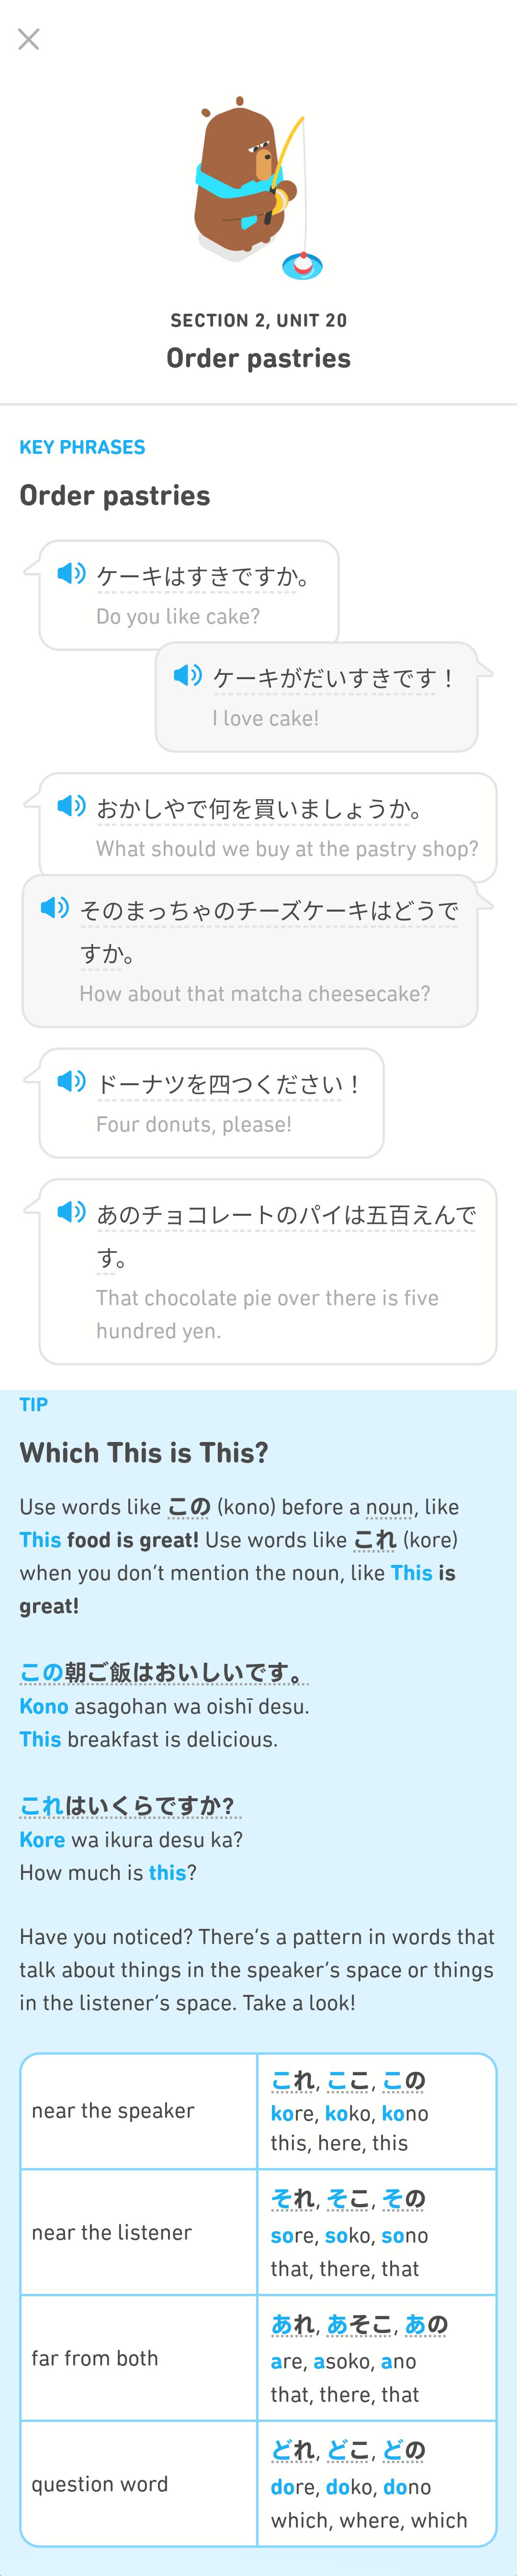 SECTION 2, UNIT 20
Order pastries
KEY PHRASES
Order pastries
ケーキはすきですか。
Do you like cake?
ケーキがだいすきです！
I love cake!
おかしやで何を買いましょうか。
What should we buy at the pastry shop?
そのまっちゃのチーズケーキはどうで
すか。
How about that matcha cheesecake?
ドーナツを四つください！
Four donuts, please!
あのチョコレートのパイは五百えんで
す。
That chocolate pie over there is five
hundred yen.
TIP
Which This is This?
Use words like この (kono) before a noun, like
This food is great! Use words like これ (kore)
when you don't mention the noun, like This is
great!
この朝ご飯はおいしいです。
Kono asagohan wa oishī desu.
This breakfast is delicious.
これはいくらですか？
Kore wa ikura desu ka?
How much is this?
Have you noticed? There's a pattern in words that
talk about things in the speaker's space or things
in the listener's space. Take a look!
near the speaker
これ, ここ, この
kore, koko, kono
this, here, this
near the listener
それ, そこ, その
sore, soko, sono
that, there, that
far from both
あれ, あそこ, あの
are, asoko, ano
that, there, that
question word
どれ, どこ, どの
dore, doko, dono
which, where, which